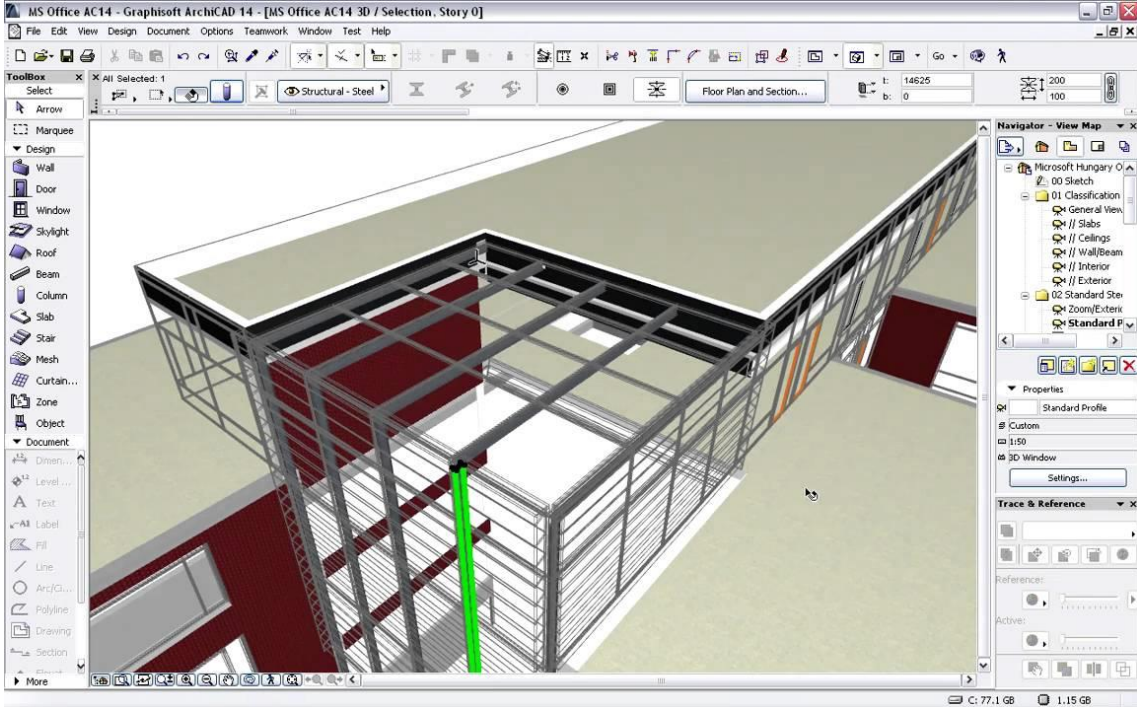 MS Office AC14 - Graphisoft ArchiCAD 14 - [MS Office AC14 3D / Selection, Story 0]
File Edit View Design Document Options Teamwork Window Test Help
Go
ToolBox
Select
Arrow
Marquee
Design
Wall
Door
Window
Skylight
Roof
Beam
Column
Slab
Stair
Mesh
Curtain...
Zone
Object
Document
Dimen...
Level ...
Text
Label
Fill
Line
Arc/Ci...
Polyline
Drawing
Section
More
All Selected: 1
Structural - Steel
Floor Plan and Section...
t: 14625
b: 0
200
100
Navigator - View Map
Microsoft Hungary O
00 Sketch
01 Classification
General View
// Slabs
// Ceilings
// Wall/Beam
// Interior
// Exterior
02 Standard Ste
Zoom/Exterio
Standard P
Properties
Standard Profile
Custom
1:50
3D Window
Settings...
Trace & Reference
Reference:
Active:
C: 77.1 GB
1.15 GB